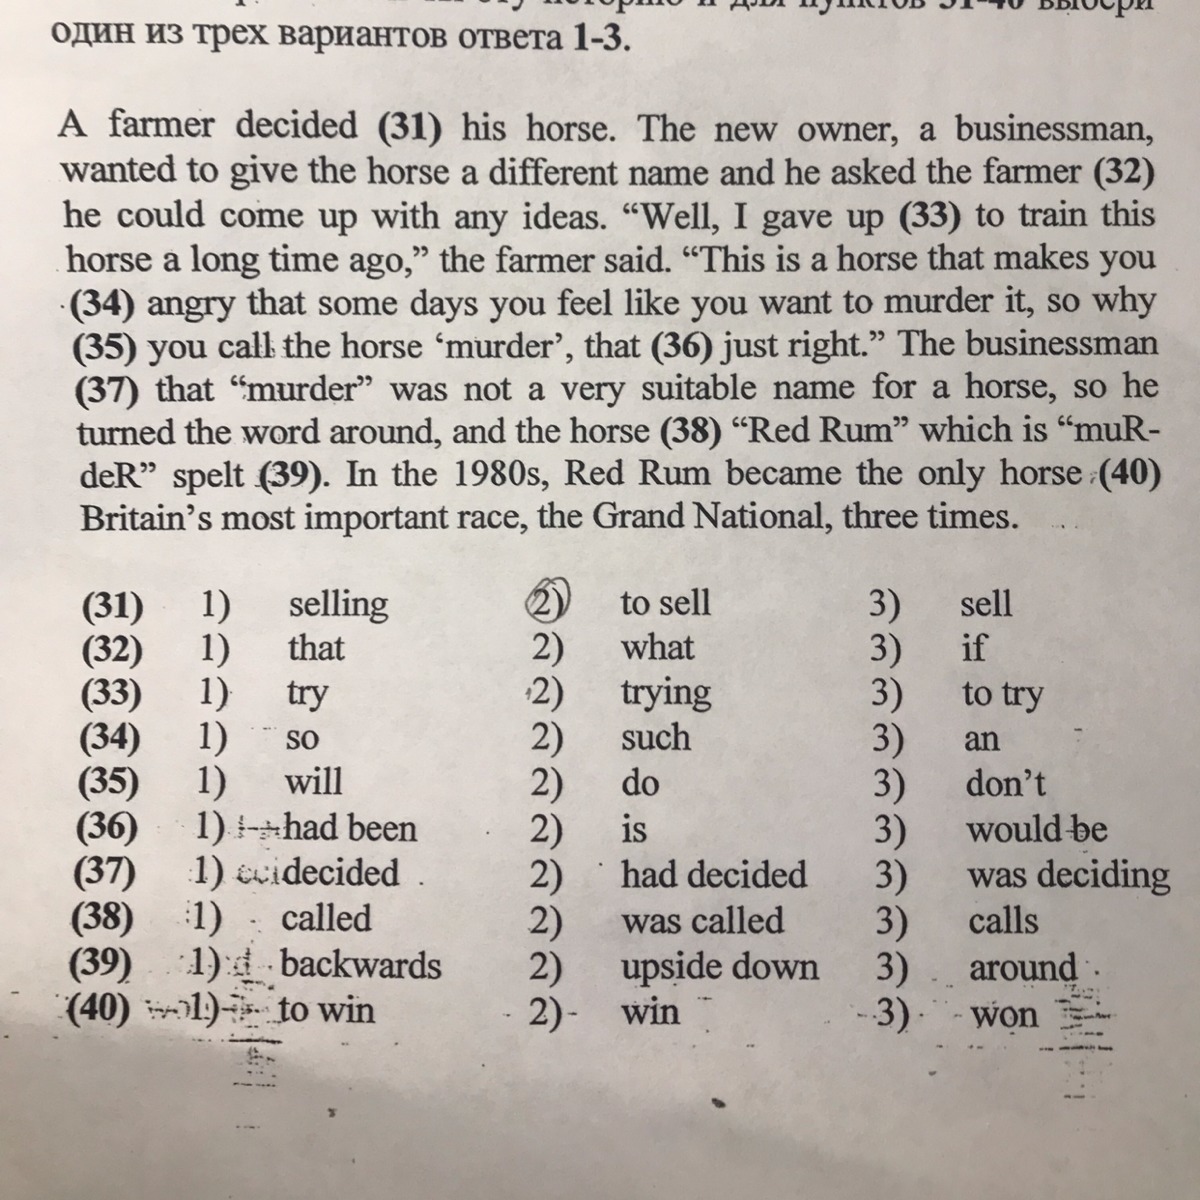 эту историю и для пунктов 31-40 выбери
один из трех вариантов ответа 1-3.
A farmer decided (31) his horse. The new owner, a businessman,
wanted to give the horse a different name and he asked the farmer (32)
he could come up with any ideas. “Well, I gave up (33) to train this
horse a long time ago,” the farmer said. “This is a horse that makes you
(34) angry that some days you feel like you want to murder it, so why
(35) you call the horse ‘murder’, that (36) just right.” The businessman
(37) that “murder” was not a very suitable name for a horse, so he
turned the word around, and the horse (38) “Red Rum” which is “muR-
deR” spelt (39). In the 1980s, Red Rum became the only horse (40)
Britain’s most important race, the Grand National, three times.
(31) 1) selling 2) to sell 3) sell
(32) 1) that 2) what 3) if
(33) 1) try 2) trying 3) to try
(34) 1) so 2) such 3) an
(35) 1) will 2) do 3) don’t
(36) 1) had been 2) is 3) would be
(37) 1) decided 2) had decided 3) was deciding
(38) 1) called 2) was called 3) calls
(39) 1) backwards 2) upside down 3) around
(40) 1) to win 2) win 3) won